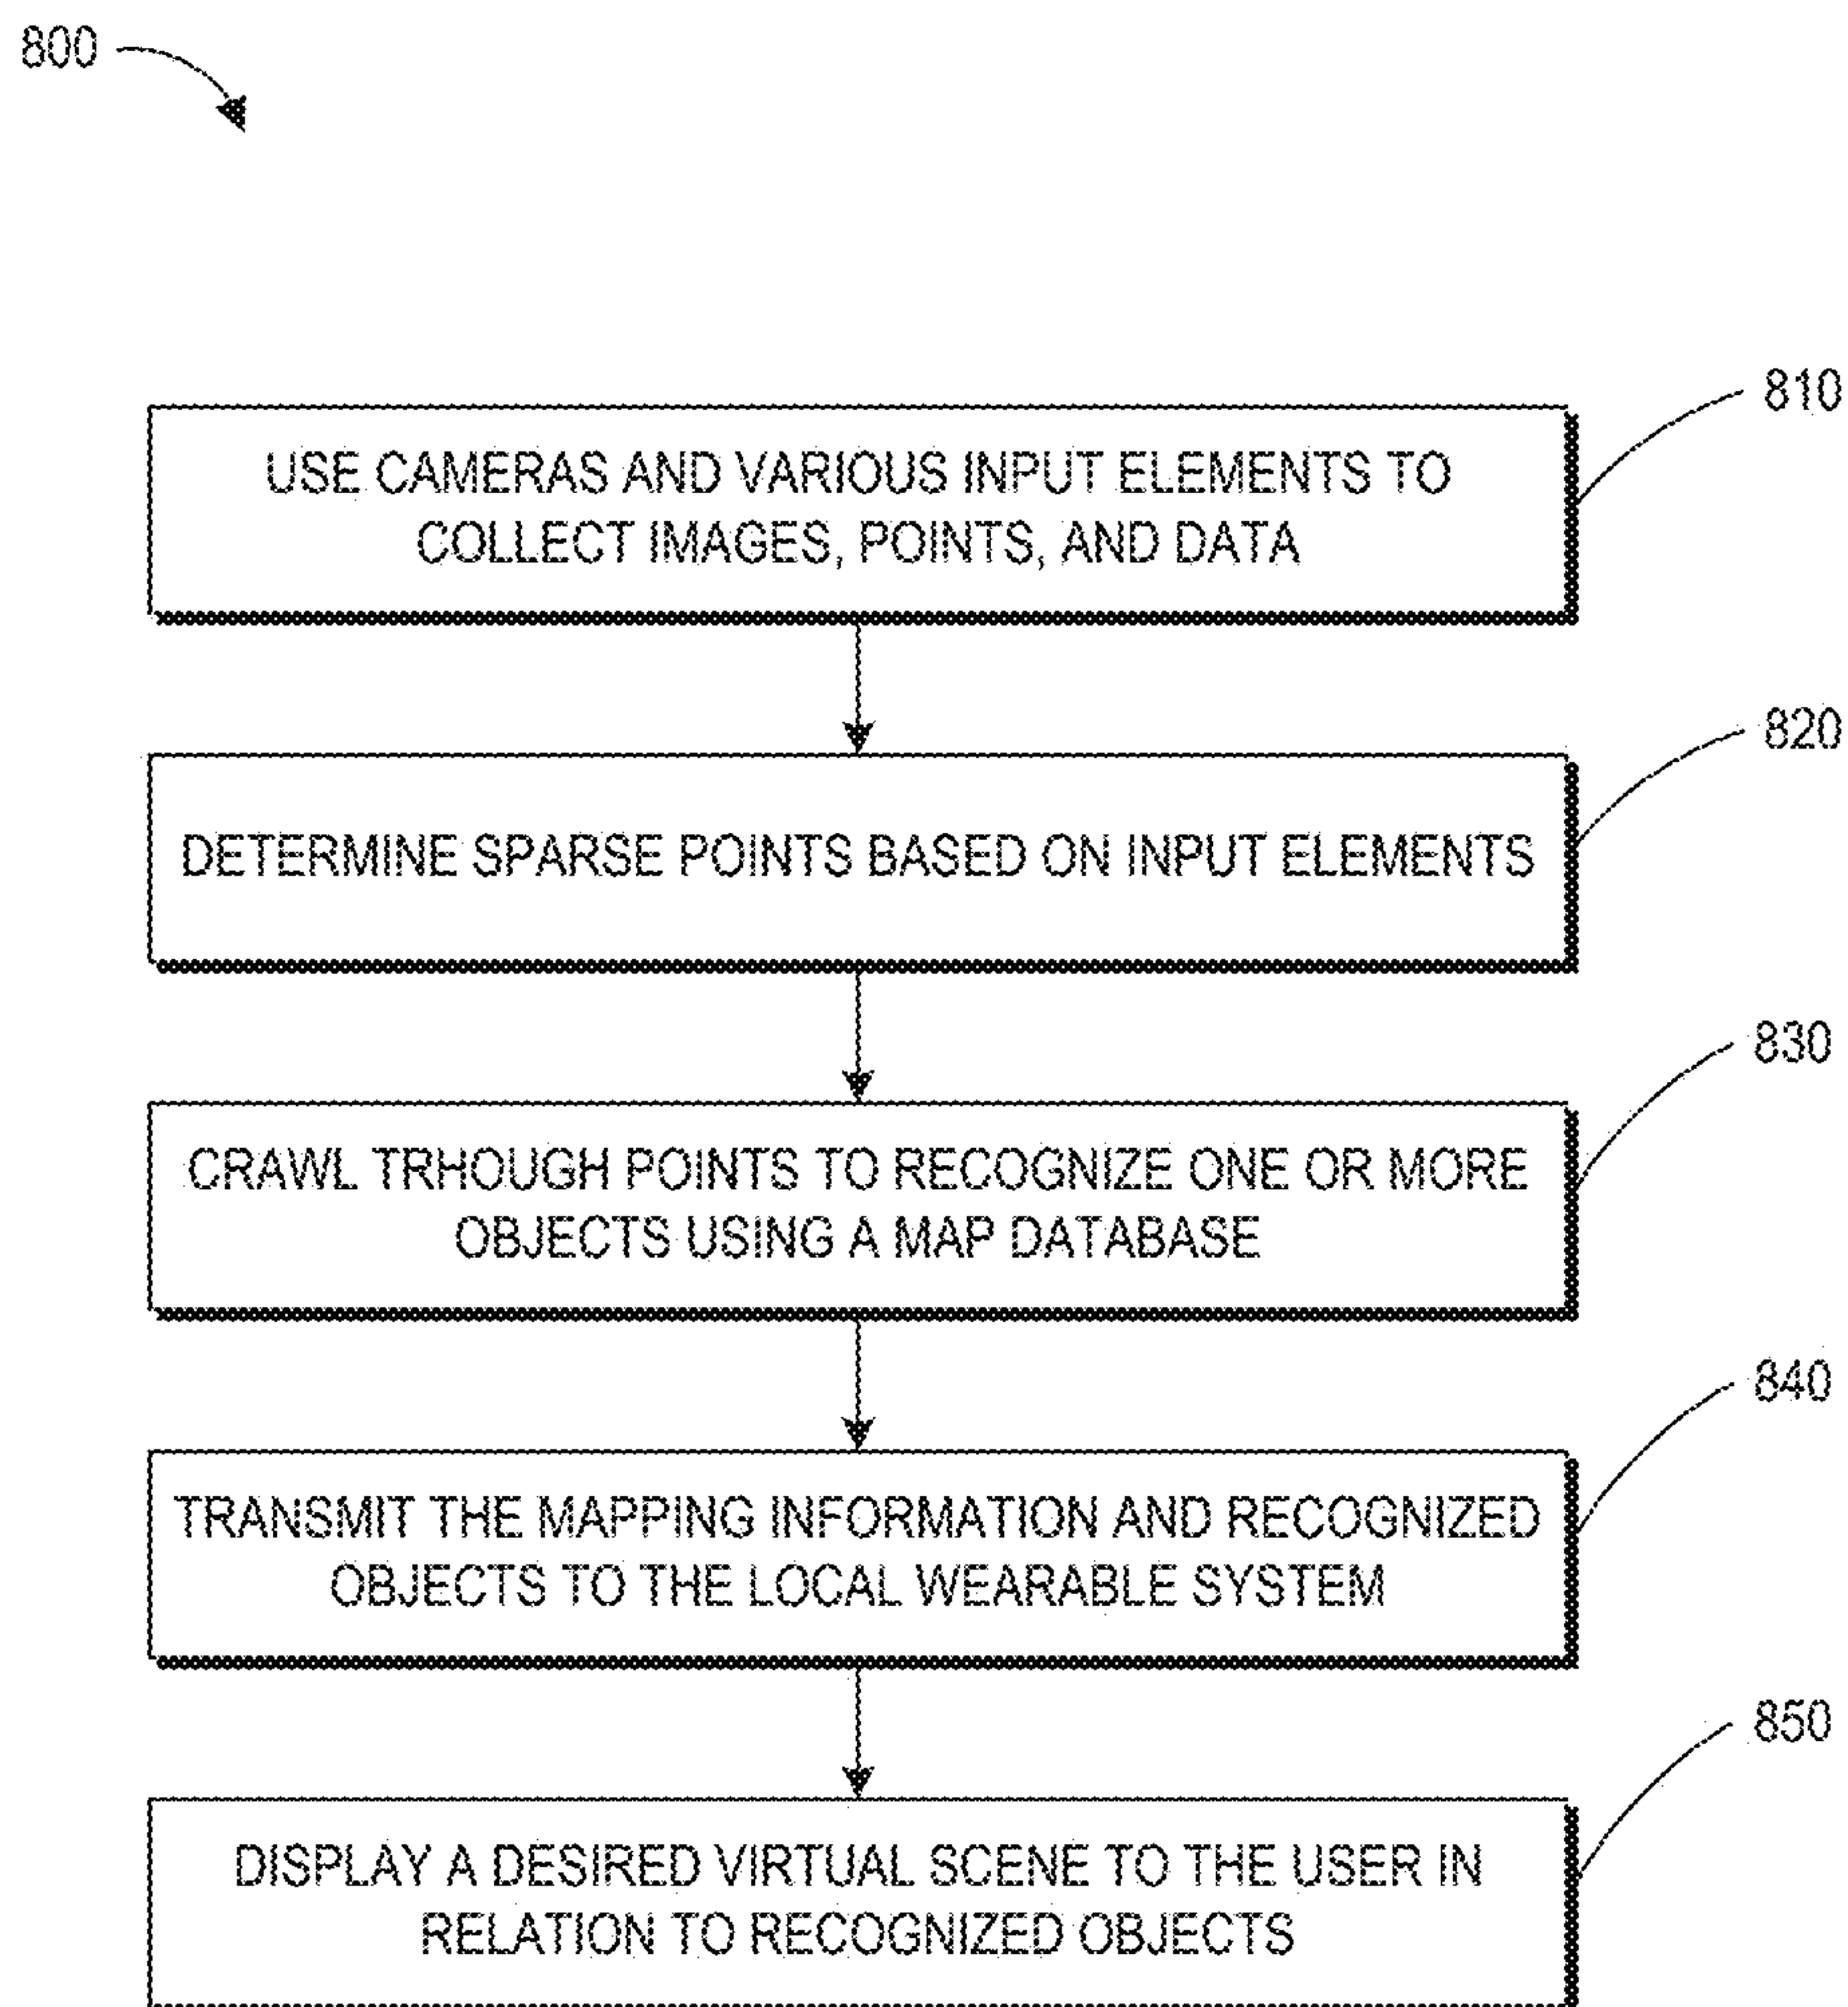 800
810
USE CAMERAS AND VARIOUS INPUT ELEMENTS TO
COLLECT IMAGES, POINTS, AND DATA
820
DETERMINE SPARSE POINTS BASED ON INPUT ELEMENTS
830
CRAWL TRHOUGH POINTS TO RECOGNIZE ONE OR MORE
OBJECTS USING A MAP DATABASE
840
TRANSMIT THE MAPPING INFORMATION AND RECOGNIZED
OBJECTS TO THE LOCAL WEARABLE SYSTEM
850
DISPLAY A DESIRED VIRTUAL SCENE TO THE USER IN
RELATION TO RECOGNIZED OBJECTS